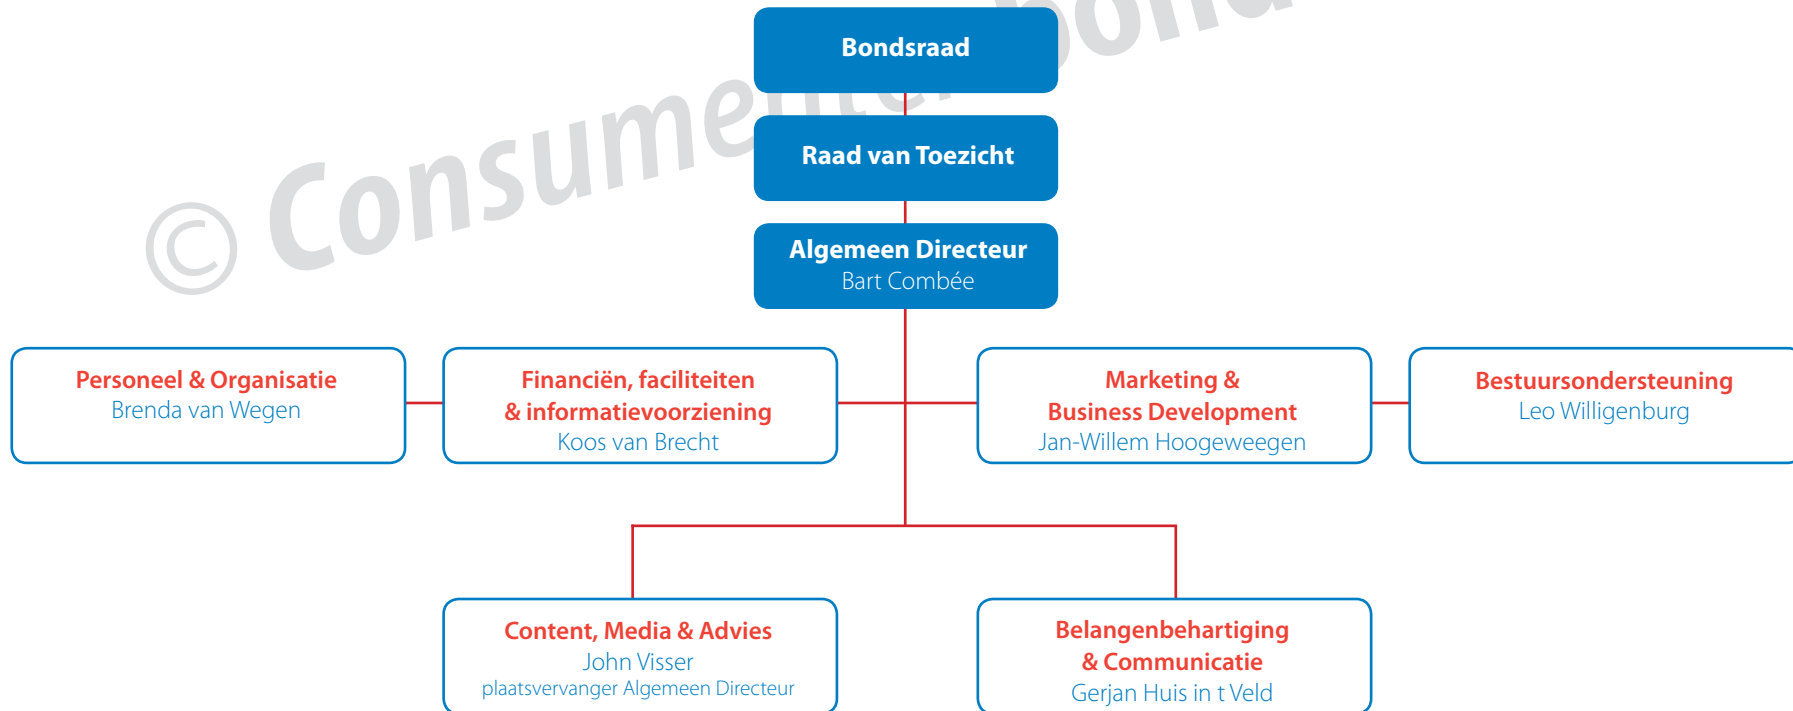 © Consumentenbond
Bondsraad
Raad van Toezicht
Algemeen Directeur
Bart Combée
Personeel & Organisatie
Brenda van Wegen
Financiën, faciliteiten
& informatievoorziening
Koos van Brecht
Marketing &
Business Development
Jan-Willem Hoogeweegen
Bestuursondersteuning
Leo Willigenburg
Content, Media & Advies
John Visser
plaatsvervanger Algemeen Directeur
Belangenbehartiging
& Communicatie
Gerjan Huis in t Veld